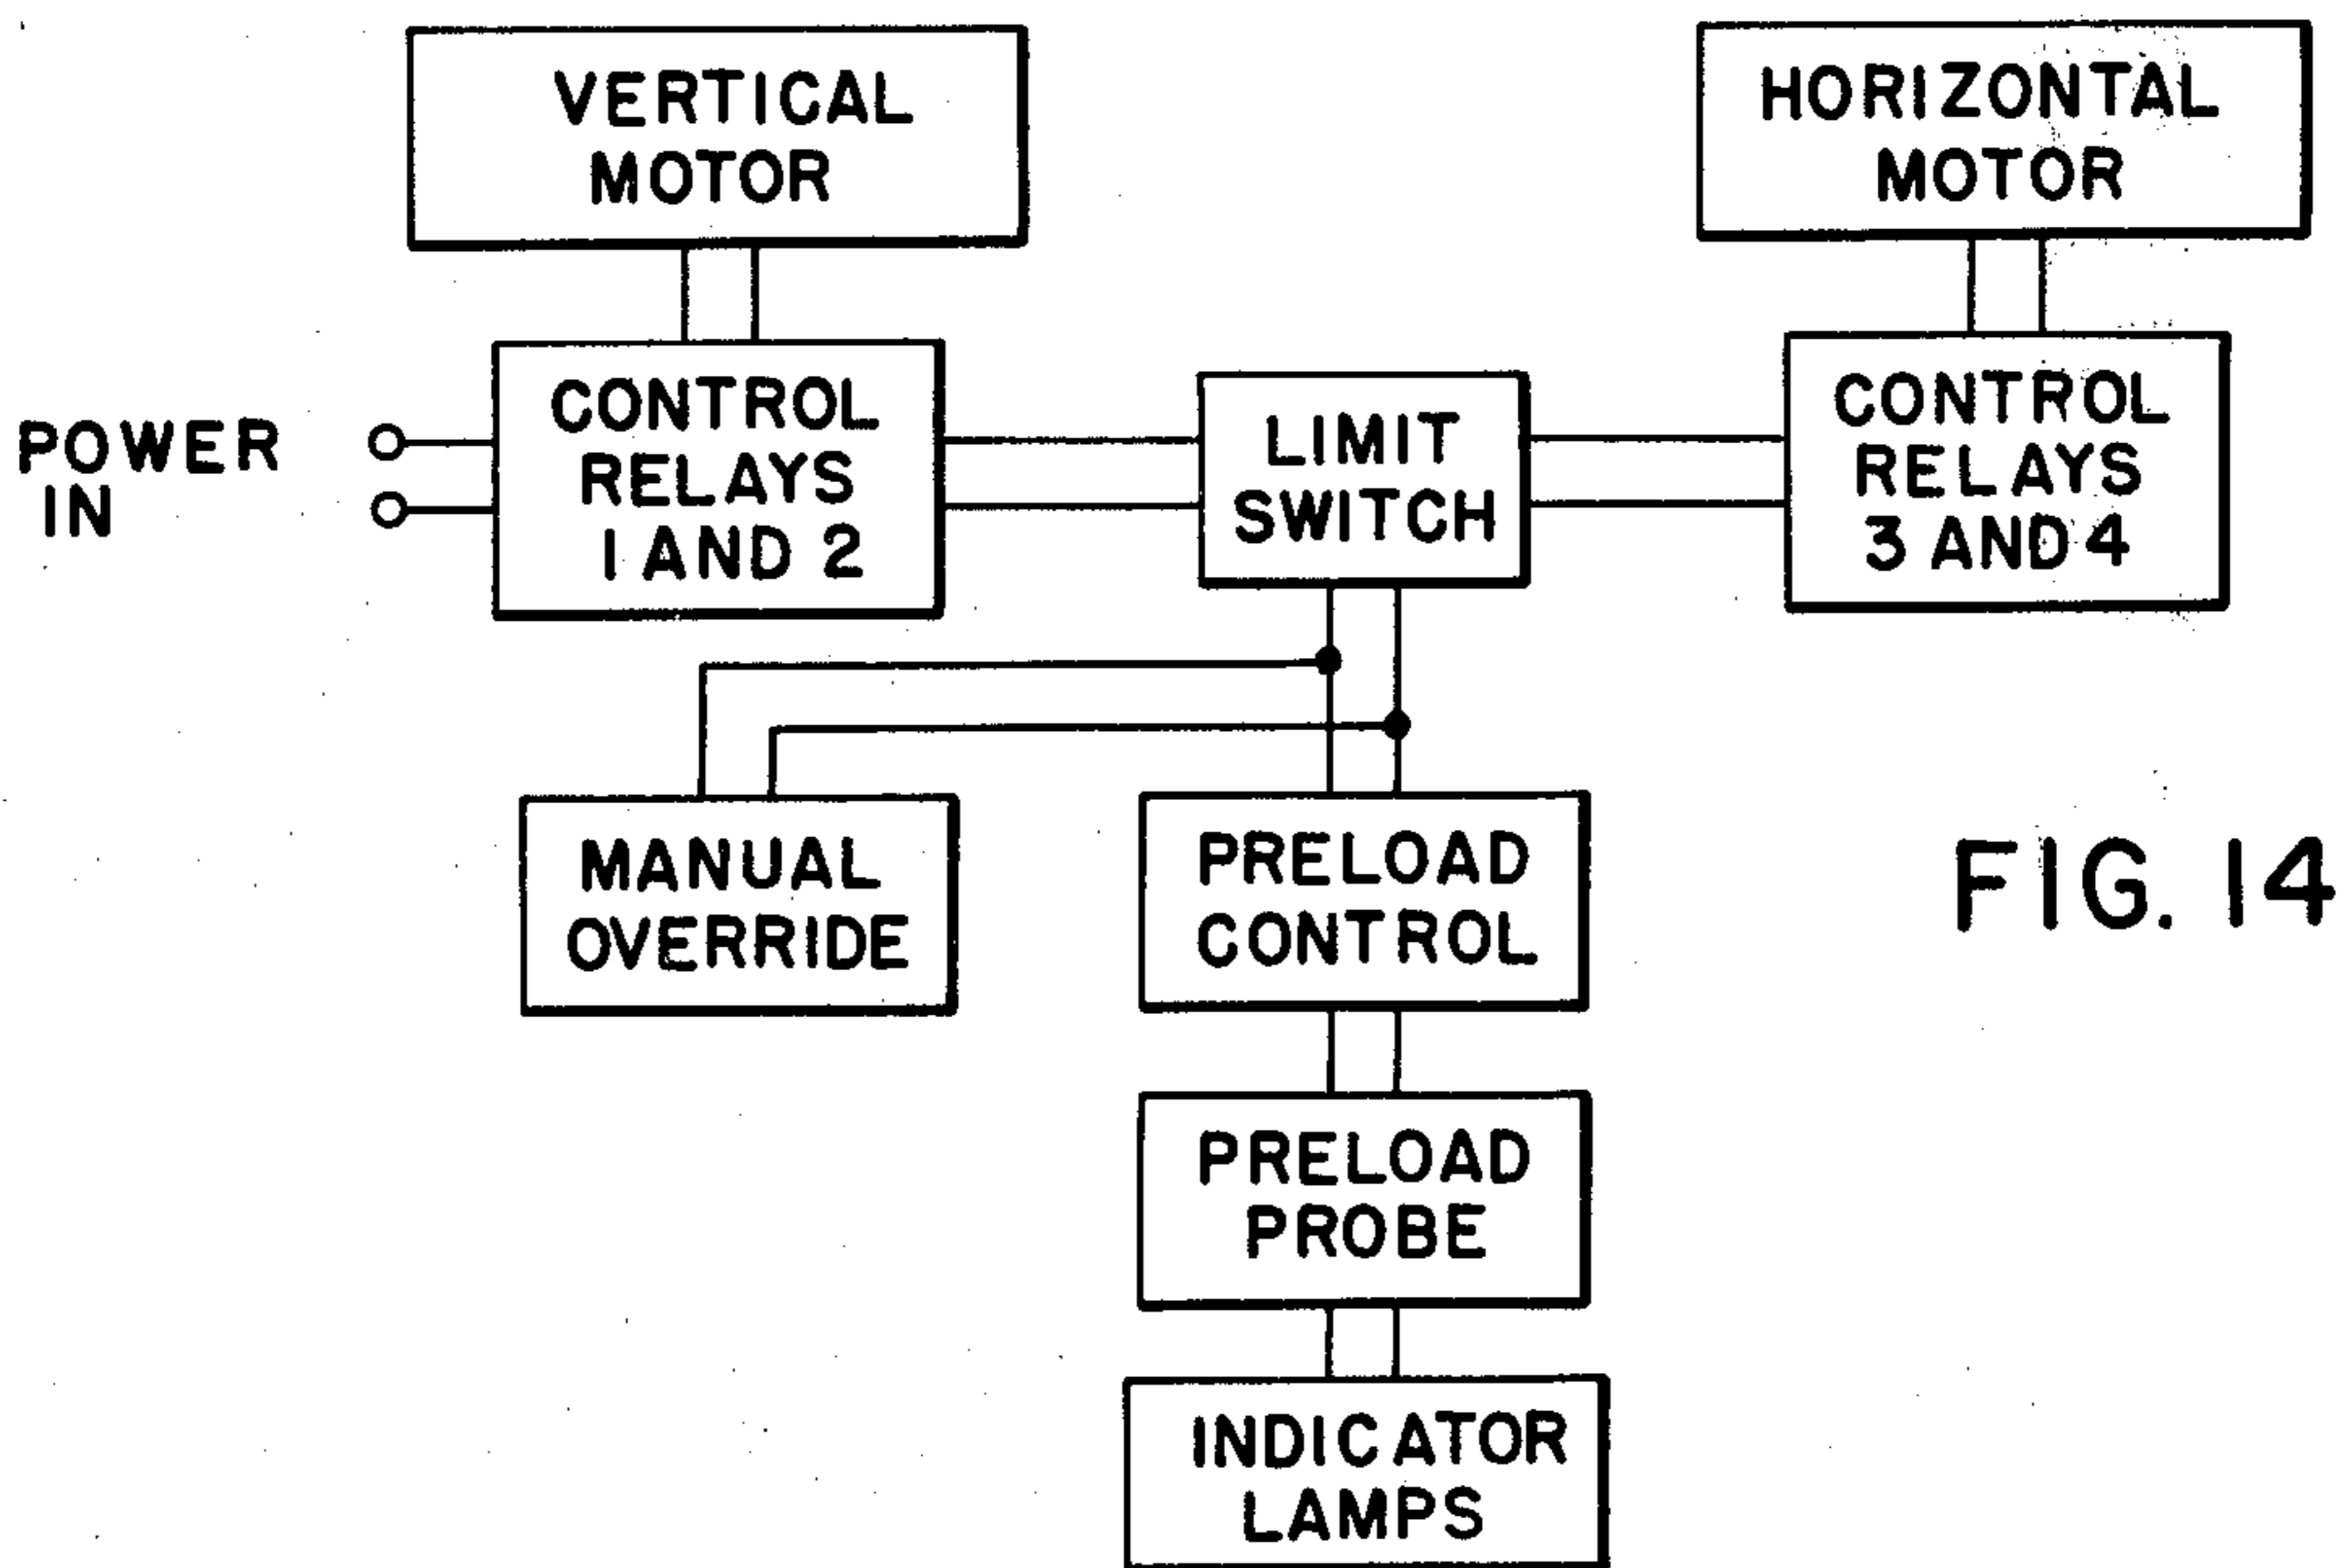 VERTICAL
MOTOR
HORIZONTAL
MOTOR
POWER
IN
CONTROL
RELAYS
1 AND 2
LIMIT
SWITCH
CONTROL
RELAYS
3 AND 4
MANUAL
OVERRIDE
PRELOAD
CONTROL
FIG. 14
PRELOAD
PROBE
INDICATOR
LAMPS